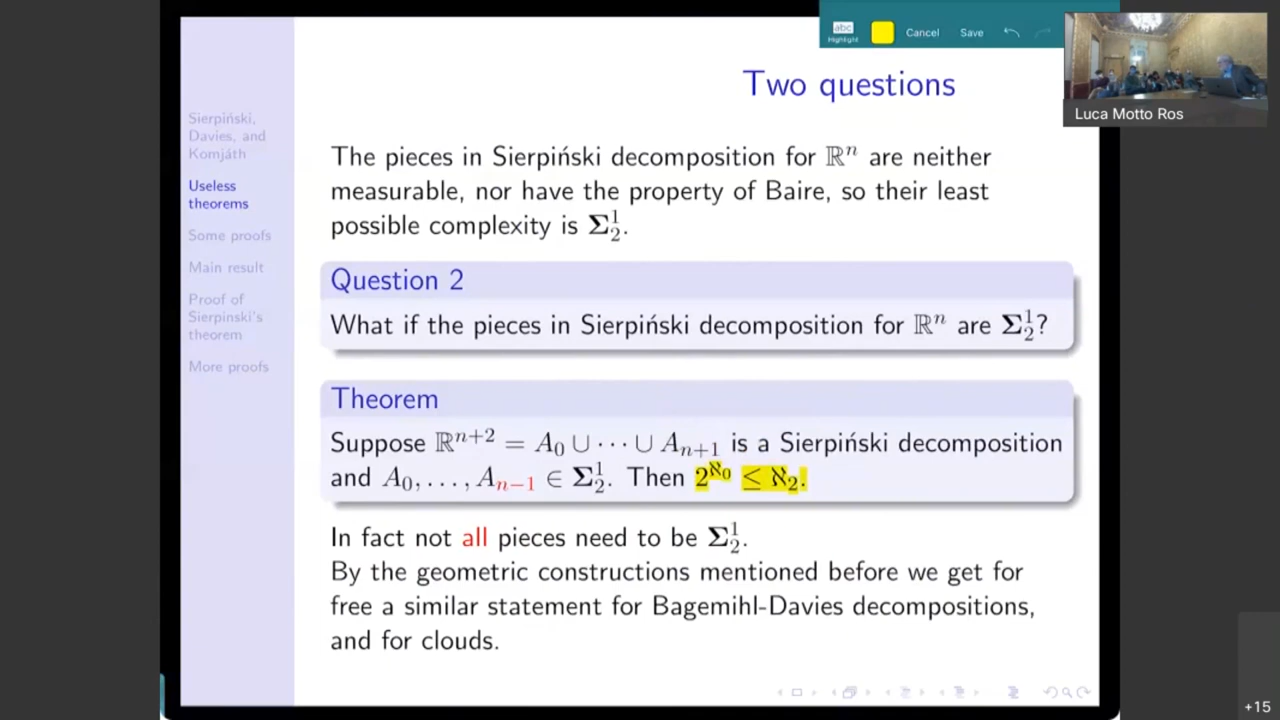 abc
Highlight
Cancel
Save
Luca Motto Ros
Two questions
Sierpiński,
Davies, and
Komjáth
Useless
theorems
Some proofs
Main result
Proof of
Sierpinski's
theorem
More proofs
The pieces in Sierpiński decomposition for ℝⁿ are neither
measurable, nor have the property of Baire, so their least
possible complexity is 𝚺¹₂.
Question 2
What if the pieces in Sierpiński decomposition for ℝⁿ are 𝚺¹₂?
Theorem
Suppose ℝⁿ⁺² = A₀ ∪ ⋯ ∪ Aₙ₊₁ is a Sierpiński decomposition
and A₀, . . . , Aₙ₋₁ ∈ 𝚺¹₂. Then 2^ℵ₀ ≤ ℵ₂.
In fact not all pieces need to be 𝚺¹₂.
By the geometric constructions mentioned before we get for
free a similar statement for Bagemihl-Davies decompositions,
and for clouds.
+15